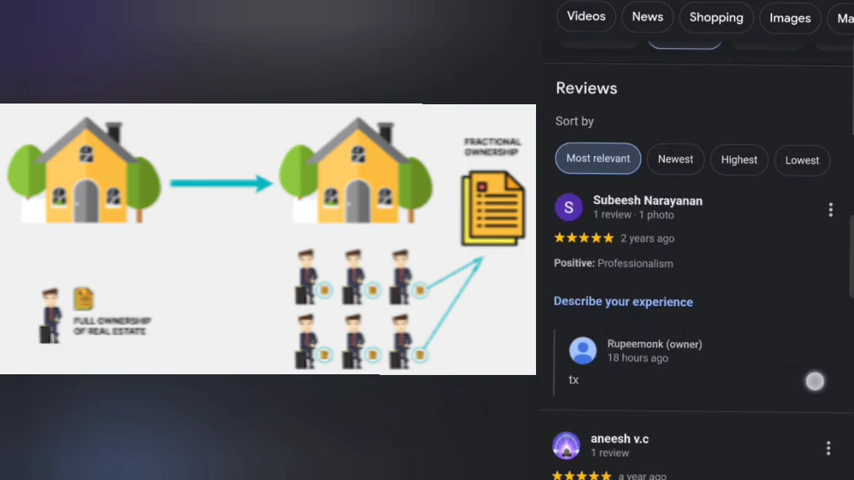 FRACTIONAL
OWNERSHIP
FULL OWNERSHIP
OF REAL ESTATE
Videos
News
Shopping
Images
Ma
Reviews
Sort by
Most relevant
Newest
Highest
Lowest
S
Subeesh Narayanan
1 review · 1 photo
2 years ago
Positive: Professionalism
Describe your experience
Rupeemonk (owner)
18 hours ago
tx
aneesh v.c
1 review
a year ago